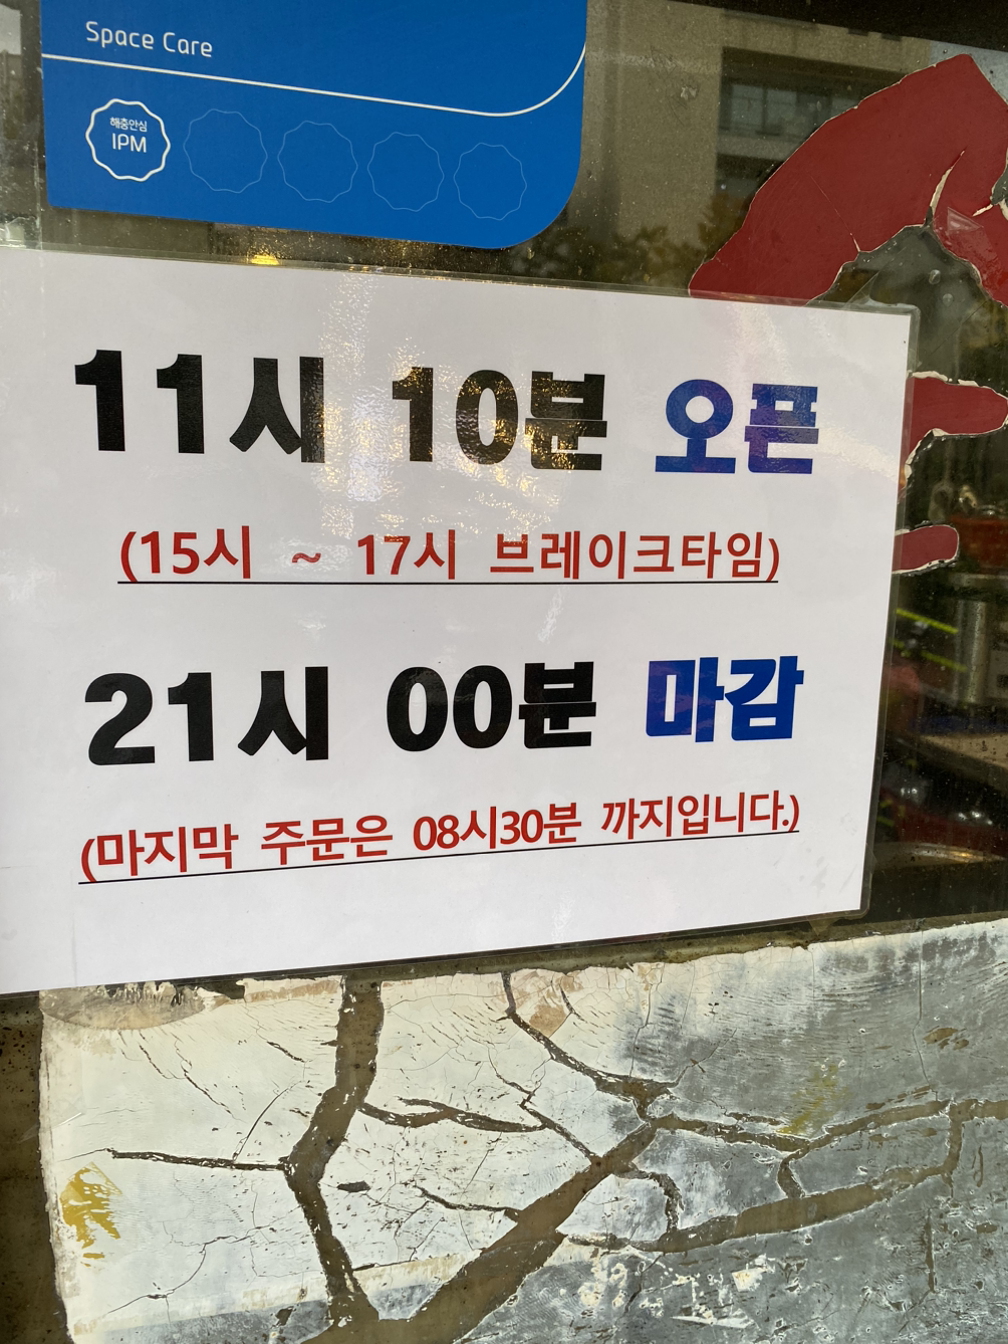 Space Care
해충안심
IPM
11시 10분 오픈
(15시 ~ 17시 브레이크타임)
21시 00분 마감
(마지막 주문은 08시30분 까지입니다.)